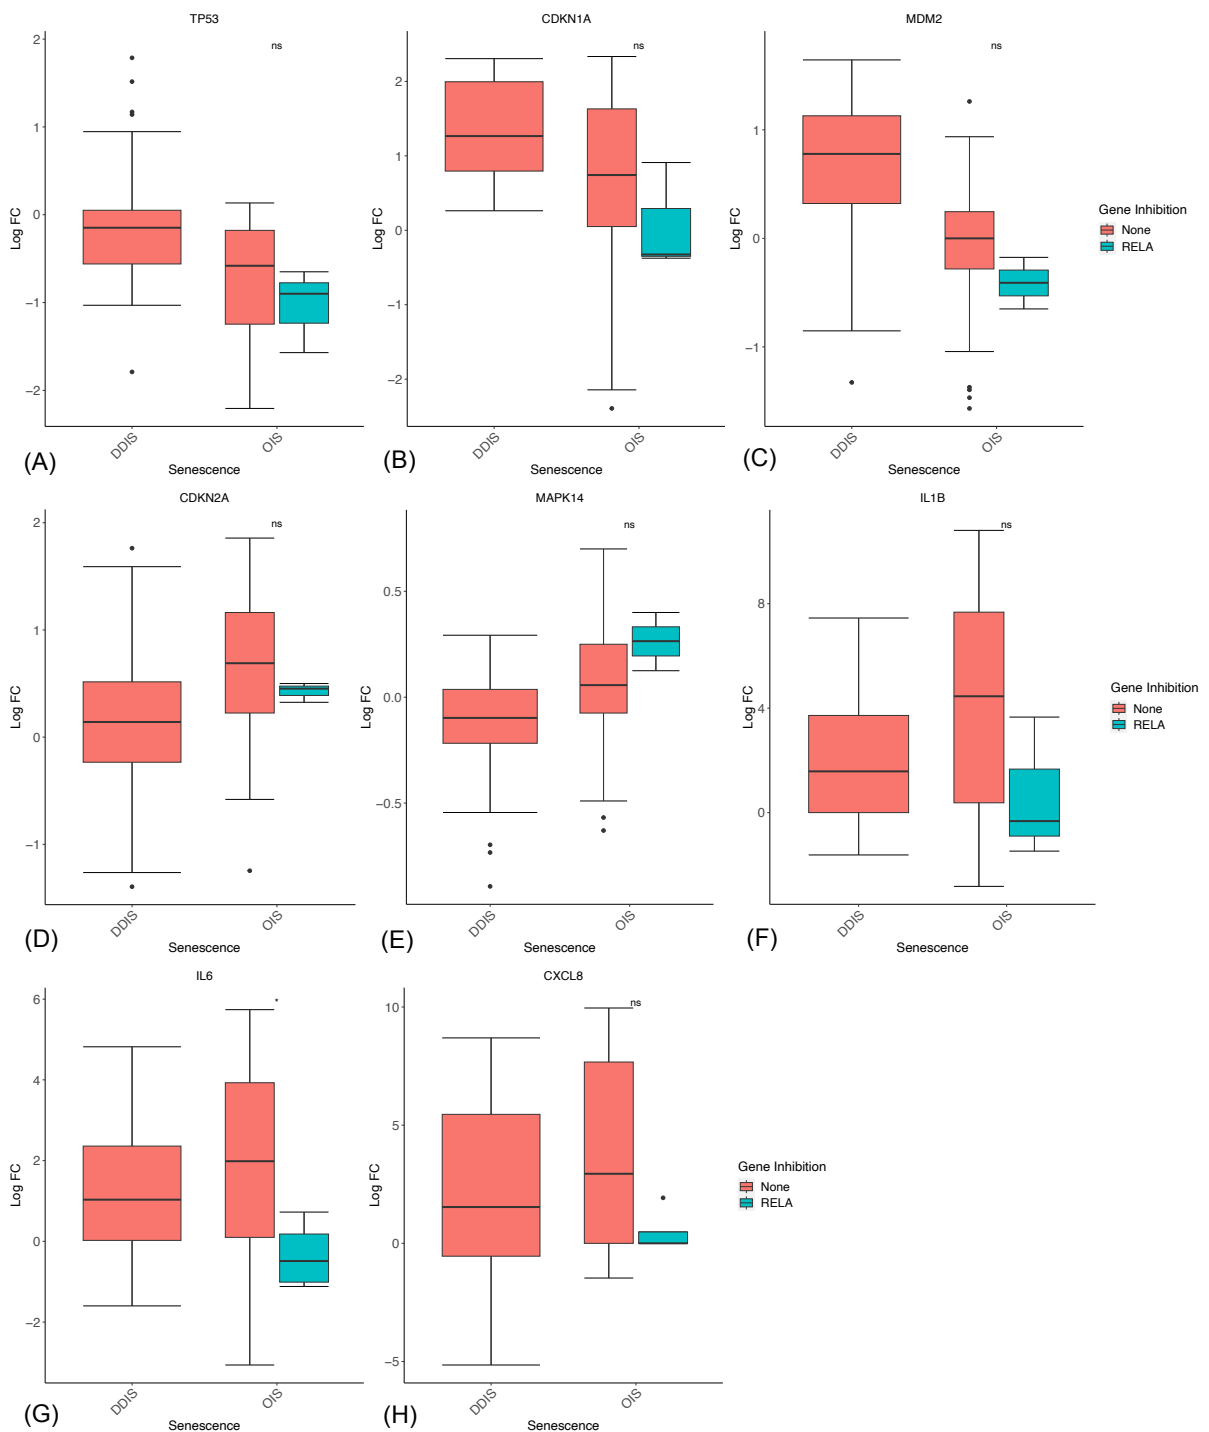 TP53
CDKN1A
MDM2
ns
ns
ns
2
1
0
−1
−2
Log FC
2
1
0
−1
−2
Log FC
1
0
−1
Log FC
Gene Inhibition
None
RELA
DDIS
OIS
DDIS
OIS
DDIS
OIS
(A)
Senescence
(B)
Senescence
(C)
Senescence
CDKN2A
MAPK14
IL1B
ns
ns
ns
2
1
0
−1
Log FC
0.5
0.0
−0.5
Log FC
8
4
0
Log FC
Gene Inhibition
None
RELA
DDIS
OIS
DDIS
OIS
DDIS
OIS
(D)
Senescence
(E)
Senescence
(F)
Senescence
IL6
CXCL8
*
ns
6
4
2
0
−2
Log FC
10
5
0
−5
Log FC
Gene Inhibition
None
RELA
DDIS
OIS
DDIS
OIS
(G)
Senescence
(H)
Senescence